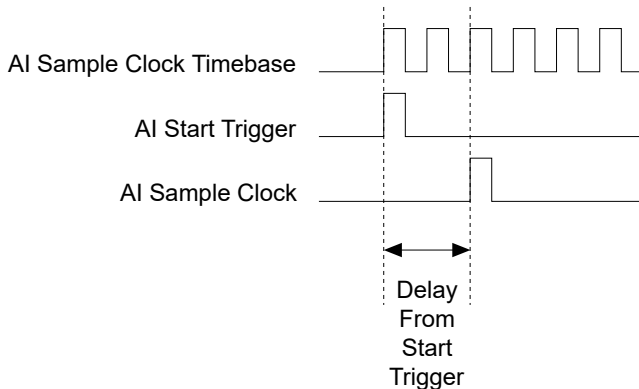 AI Sample Clock Timebase
AI Start Trigger
AI Sample Clock
Delay
From
Start
Trigger